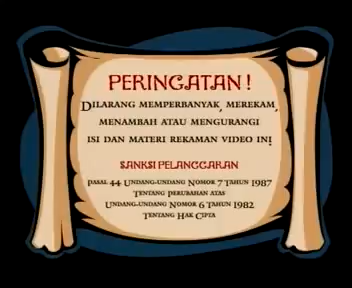 PERINGATAN !
DILARANG MEMPERBANYAK, MEREKAM,
MENAMBAH ATAU MENGURANGI
ISI DAN MATERI REKAMAN VIDEO INI!
SANKSI PELANGGARAN
PASAL 44 UNDANG-UNDANG NOMOR 7 TAHUN 1987
TENTANG PERUBAHAN ATAS
UNDANG-UNDANG NOMOR 6 TAHUN 1982
TENTANG HAK CIPTA